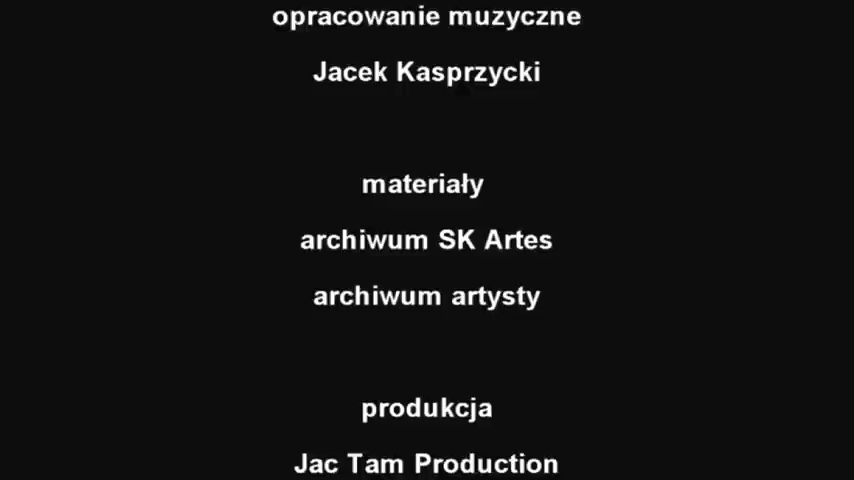 opracowanie muzyczne
Jacek Kasprzycki
materiały
archiwum SK Artes
archiwum artysty
produkcja
Jac Tam Production